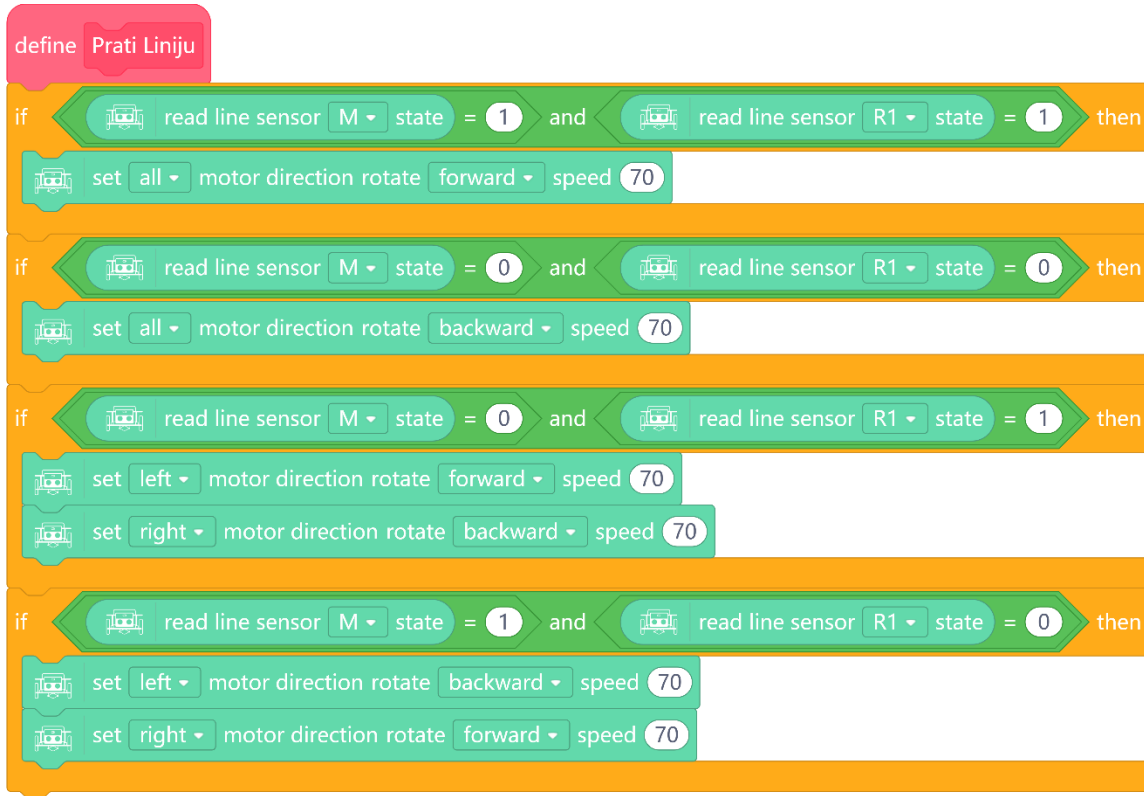 define Prati Liniju
if read line sensor M state = 1 and read line sensor R1 state = 1 then
set all motor direction rotate forward speed 70
if read line sensor M state = 0 and read line sensor R1 state = 0 then
set all motor direction rotate backward speed 70
if read line sensor M state = 0 and read line sensor R1 state = 1 then
set left motor direction rotate forward speed 70
set right motor direction rotate backward speed 70
if read line sensor M state = 1 and read line sensor R1 state = 0 then
set left motor direction rotate backward speed 70
set right motor direction rotate forward speed 70